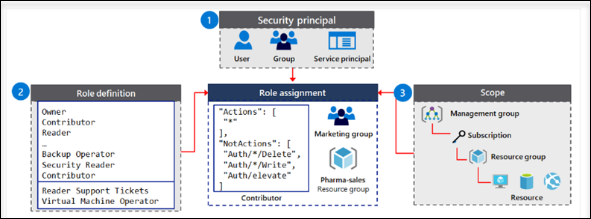 1
Security principal
User
Group
Service principal
2
Role definition
Owner
Contributor
Reader
…
Backup Operator
Security Reader
Contributor
Reader Support Tickets
Virtual Machine Operator
Role assignment
"Actions": [
"*"
],
"NotActions": [
"Auth/*/Delete",
"Auth/*/Write",
"Auth/elevate"
]
Contributor
Marketing group
Pharma-sales
Resource group
3
Scope
Management group
Subscription
Resource group
Resource